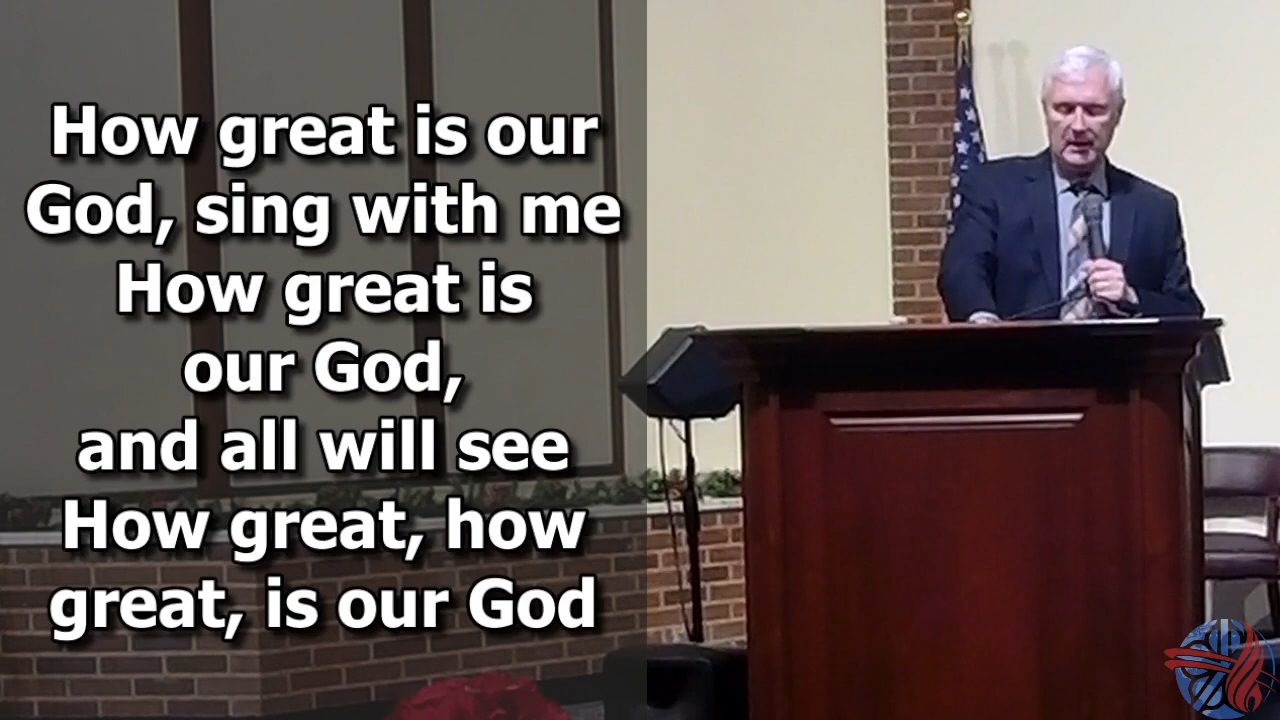 How great is our
God, sing with me
How great is
our God,
and all will see
How great, how
great, is our God